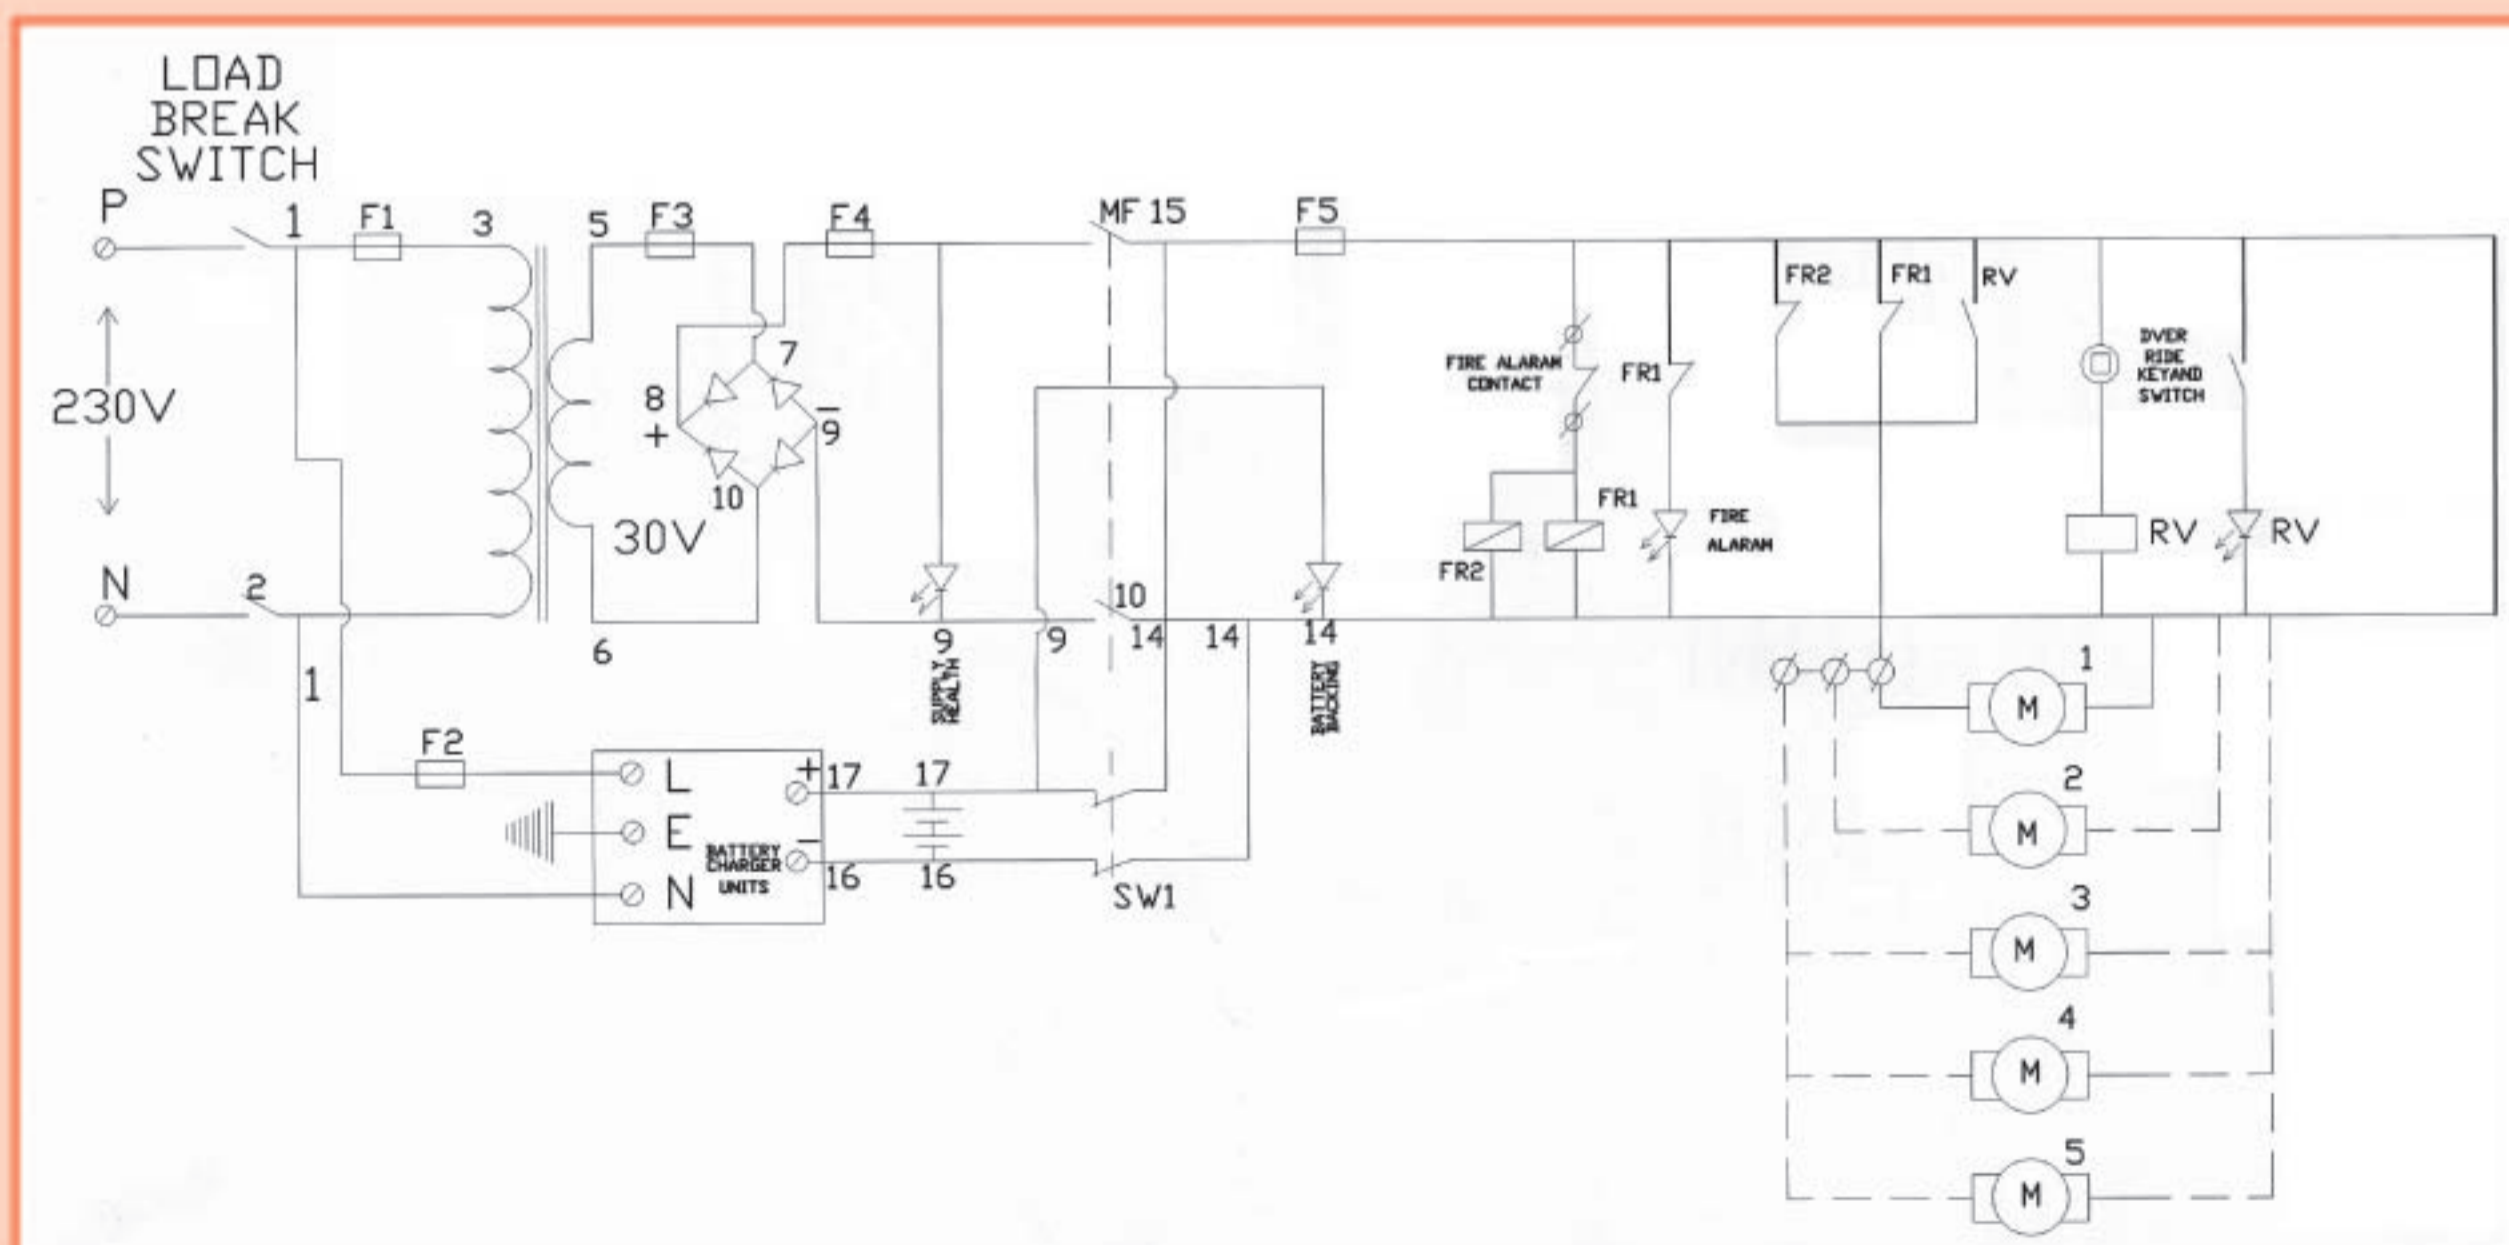 LOAD
BREAK
SWITCH
P
1
F1
3
5
F3
F4
MF 15
F5
230V
N
2
1
6
30V
7
8
+
–
9
10
9
SUPPLY
HEALTH
9
10
14
14
14
BATTERY
BACKING
F2
L
E
N
BATTERY
CHARGER
UNITS
+
17
17
–
16
16
SW1
FIRE ALARAM
CONTACT
FR1
FR2
FR1
FIRE
ALARAM
FR2
FR1
RV
OVER
RIDE
KEYAND
SWITCH
RV
RV
1
M
2
M
3
M
4
M
5
M